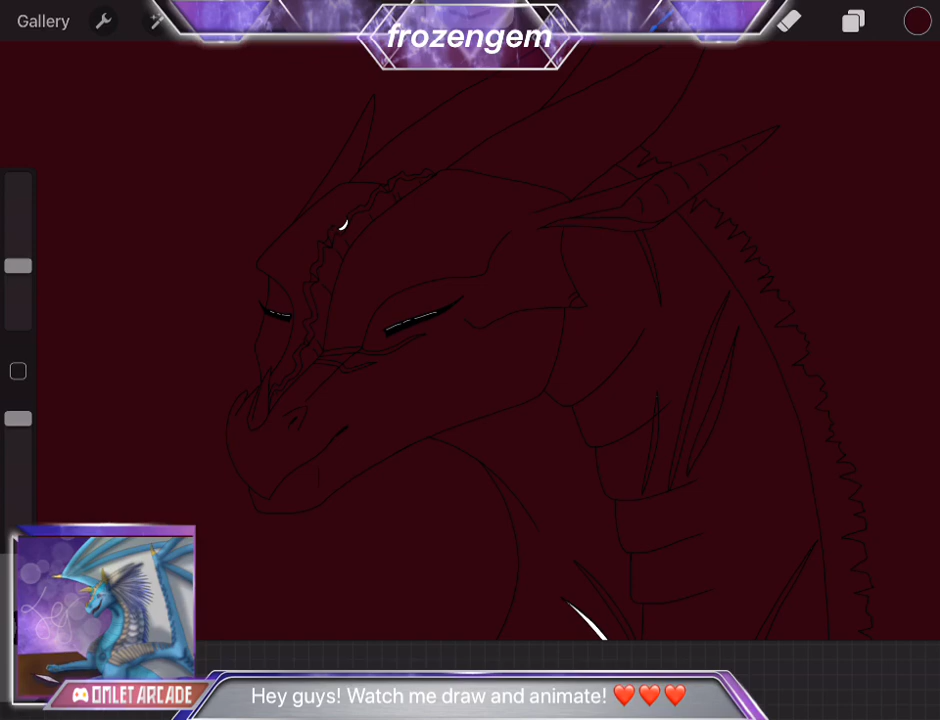 Gallery
frozengem
OMLET ARCADE
Hey guys! Watch me draw and animate! ❤️❤️❤️